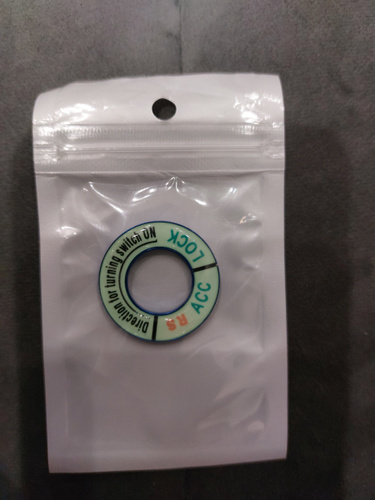 Direction for turning switch ON
LOCK
ACC